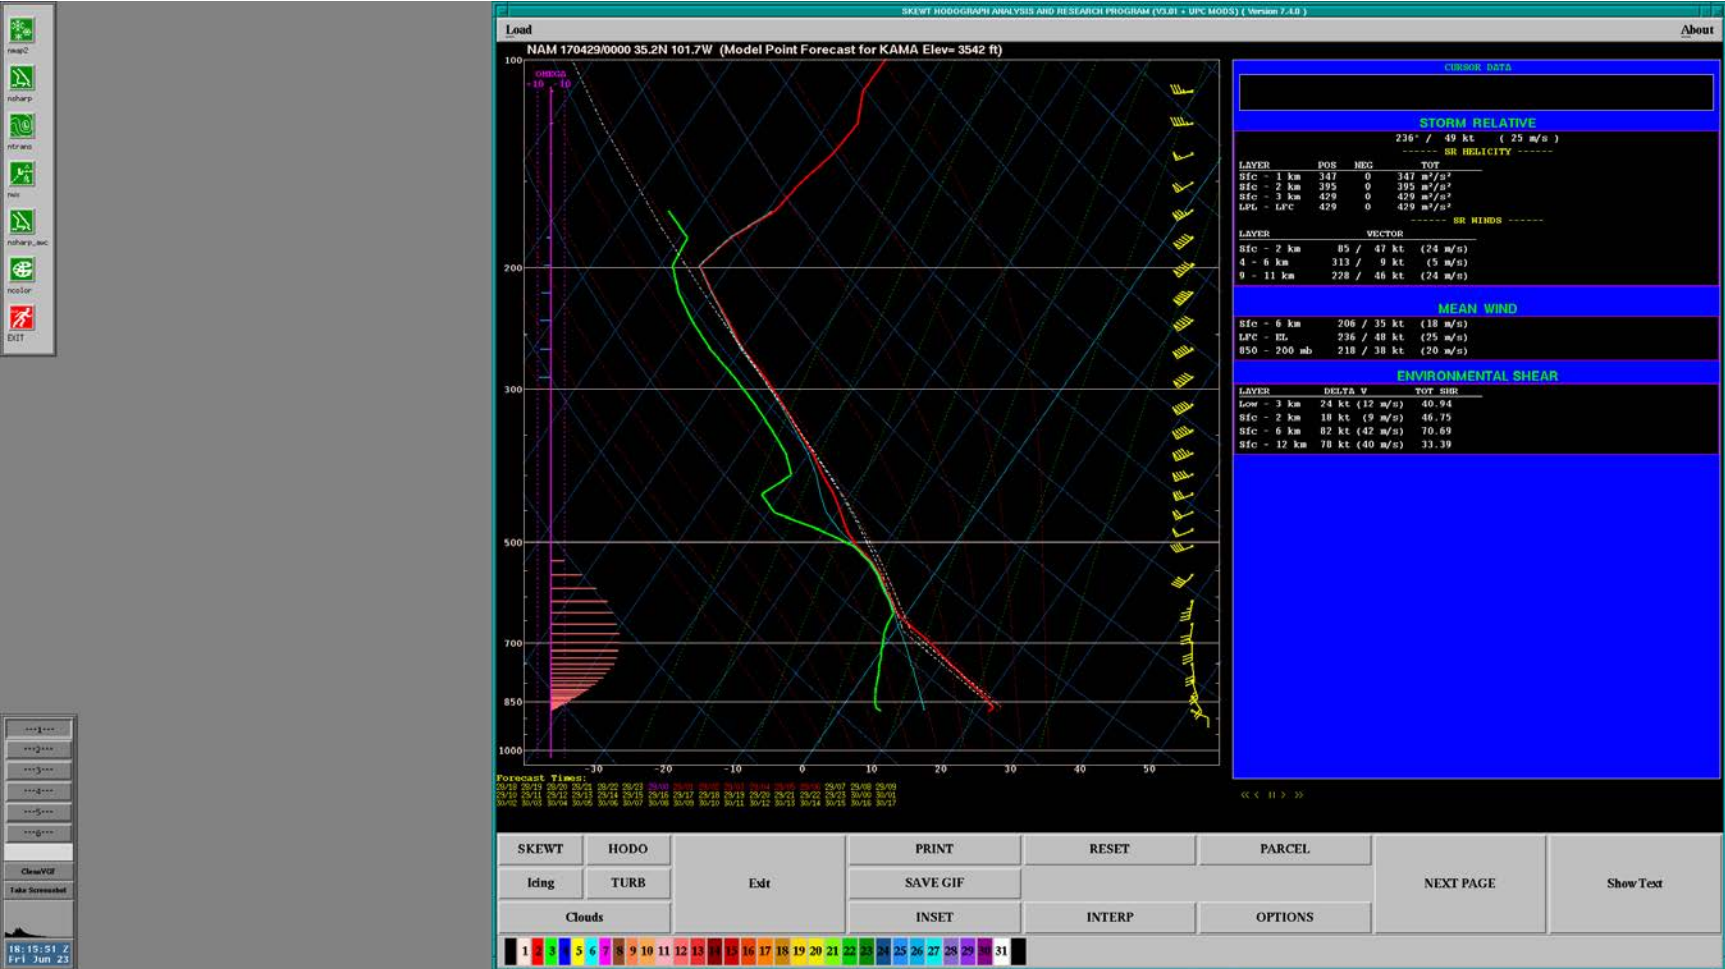 nmap2
nsharp
ntrans
nwx
nsharp_awc
ncolor
EXIT
---1---
---2---
---3---
---4---
---5---
---6---
CleanVGF
Take Screenshot
18:15:51 Z
Fri Jun 23
SKEWT HODOGRAPH ANALYSIS AND RESEARCH PROGRAM (V3.01 + UPC MODS) ( Version 7.4.0 )
Load About
NAM 170429/0000 35.2N 101.7W (Model Point Forecast for KAMA Elev= 3542 ft)
OMEGA
100
200
300
500
700
850
1000
-30 -20 -10 0 10 20 30 40 50
Forecast Times:
CURSOR DATA
STORM RELATIVE
236° / 49 kt ( 25 m/s )
------ SR HELICITY ------
LAYER POS NEG TOT
Sfc - 1 km 347 0 347 m²/s²
Sfc - 2 km 395 0 395 m²/s²
Sfc - 3 km 429 0 429 m²/s²
LPL - LFC 429 0 429 m²/s²
------ SR WINDS ------
LAYER VECTOR
Sfc - 2 km 85 / 47 kt (24 m/s)
4 - 6 km 313 / 9 kt (5 m/s)
9 - 11 km 228 / 46 kt (24 m/s)
MEAN WIND
Sfc - 6 km 206 / 35 kt (18 m/s)
LFC - EL 236 / 48 kt (25 m/s)
850 - 200 mb 218 / 38 kt (20 m/s)
ENVIRONMENTAL SHEAR
LAYER DELTA V TOT SHR
Low - 3 km 24 kt (12 m/s) 40.94
Sfc - 2 km 18 kt (9 m/s) 46.75
Sfc - 6 km 82 kt (42 m/s) 70.69
Sfc - 12 km 78 kt (40 m/s) 33.39
<< < II > >>
SKEWT HODO PRINT RESET PARCEL
Icing TURB Exit SAVE GIF NEXT PAGE Show Text
Clouds INSET INTERP OPTIONS
1 2 3 4 5 6 7 8 9 10 11 12 13 14 15 16 17 18 19 20 21 22 23 24 25 26 27 28 29 30 31